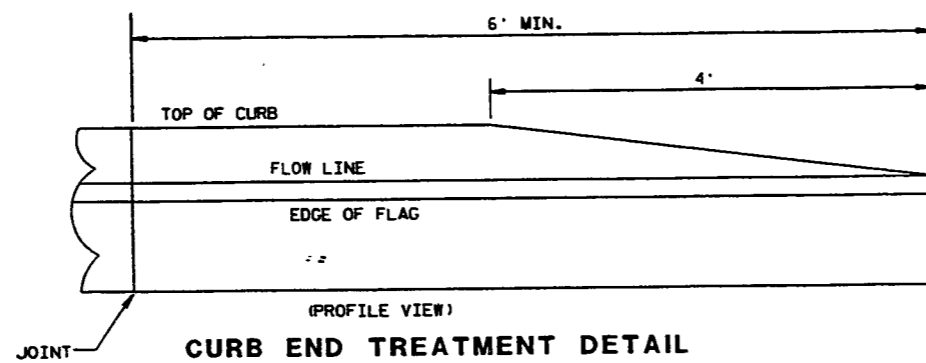 6' MIN.
4'
TOP OF CURB
FLOW LINE
EDGE OF FLAG
(PROFILE VIEW)
JOINT
CURB END TREATMENT DETAIL